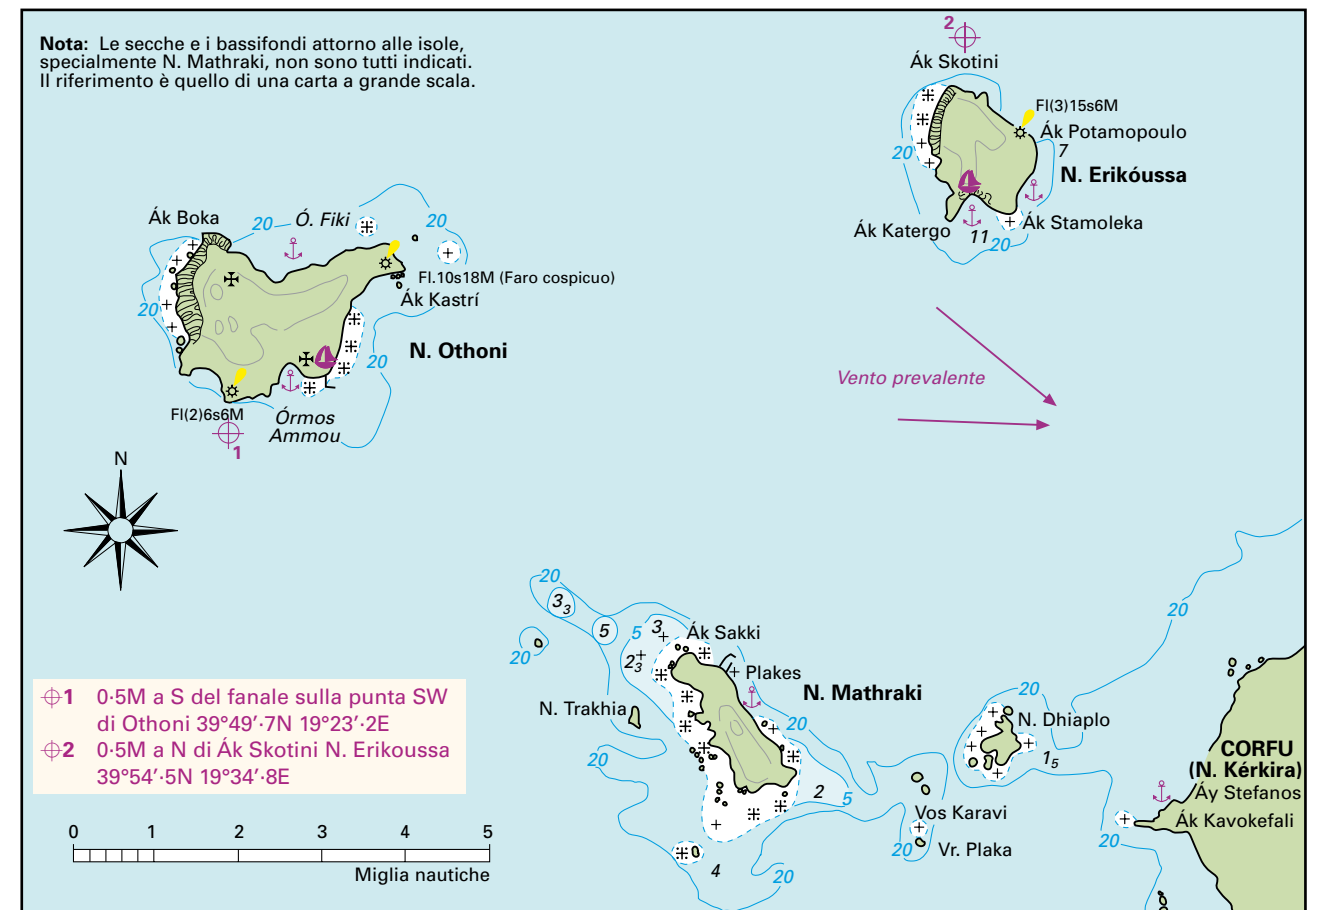 Nota: Le secche e i bassifondi attorno alle isole,
specialmente N. Mathraki, non sono tutti indicati.
Il riferimento è quello di una carta a grande scala.
2
Ák Skotini
Fl(3)15s6M
Ák Potamopoulo
7
20
N. Erikóussa
Ák Stamoleka
Ák Katergo
11
20
Ák Boka
20
Ó. Fiki
20
Fl.10s18M (Faro cospicuo)
Ák Kastrí
20
N. Othoni
20
Fl(2)6s6M
Órmos
Ammou
1
Vento prevalente
N
20
3₃
5
5
3
Ák Sakki
2₃
20
Plakes
N. Mathraki
N. Trakhia
20
20
2
5
4
20
20
20
N. Dhiaplo
1₅
Vos Karavi
20
Vr. Plaka
CORFU
(N. Kérkira)
Áy Stefanos
Ák Kavokefali
20
1 0·5M a S del fanale sulla punta SW
di Othoni 39°49′·7N 19°23′·2E
2 0·5M a N di Ák Skotini N. Erikoussa
39°54′·5N 19°34′·8E
0 1 2 3 4 5
Miglia nautiche